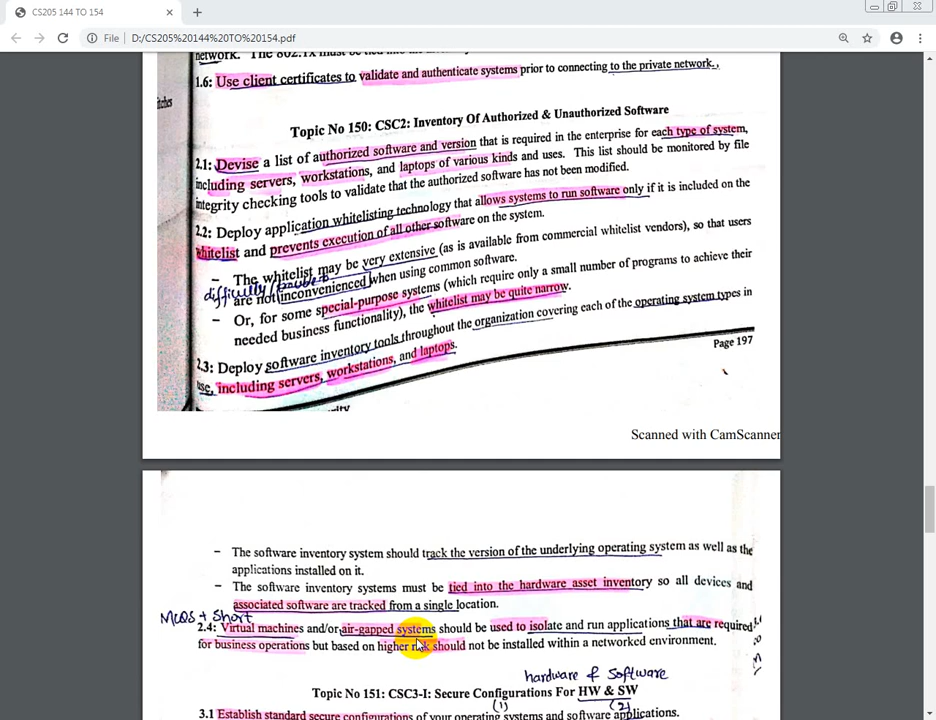 CS205 144 TO 154
File
D:/CS205%20144%20TO%20154.pdf
network. The 802.1x must be tied into the
1.6: Use client certificates to validate and authenticate systems prior to connecting to the private network.
Topic No 150: CSC2: Inventory Of Authorized & Unauthorized Software
2.1: Devise a list of authorized software and version that is required in the enterprise for each type of system,
including servers, workstations, and laptops of various kinds and uses. This list should be monitored by file
integrity checking tools to validate that the authorized software has not been modified.
2.2: Deploy application whitelisting technology that allows systems to run software only if it is included on the
whitelist and prevents execution of all other software on the system.
- The whitelist may be very extensive (as is available from commercial whitelist vendors), so that users
difficulty/trouble
are not inconvenienced when using common software.
- Or, for some special-purpose systems (which require only a small number of programs to achieve their
needed business functionality), the whitelist may be quite narrow.
2.3: Deploy software inventory tools throughout the organization covering each of the operating system types in
use, including servers, workstations, and laptops.
Page 197
Scanned with CamScanner
- The software inventory system should track the version of the underlying operating system as well as the
applications installed on it.
- The software inventory systems must be tied into the hardware asset inventory so all devices and
associated software are tracked from a single location.
MCQS + Short
2.4: Virtual machines and/or air-gapped systems should be used to isolate and run applications that are required
for business operations but based on higher risk should not be installed within a networked environment.
hardware & Software
Topic No 151: CSC3-I: Secure Configurations For HW & SW
(1) (2)
3.1 Establish standard secure configurations of your operating systems and software applications.